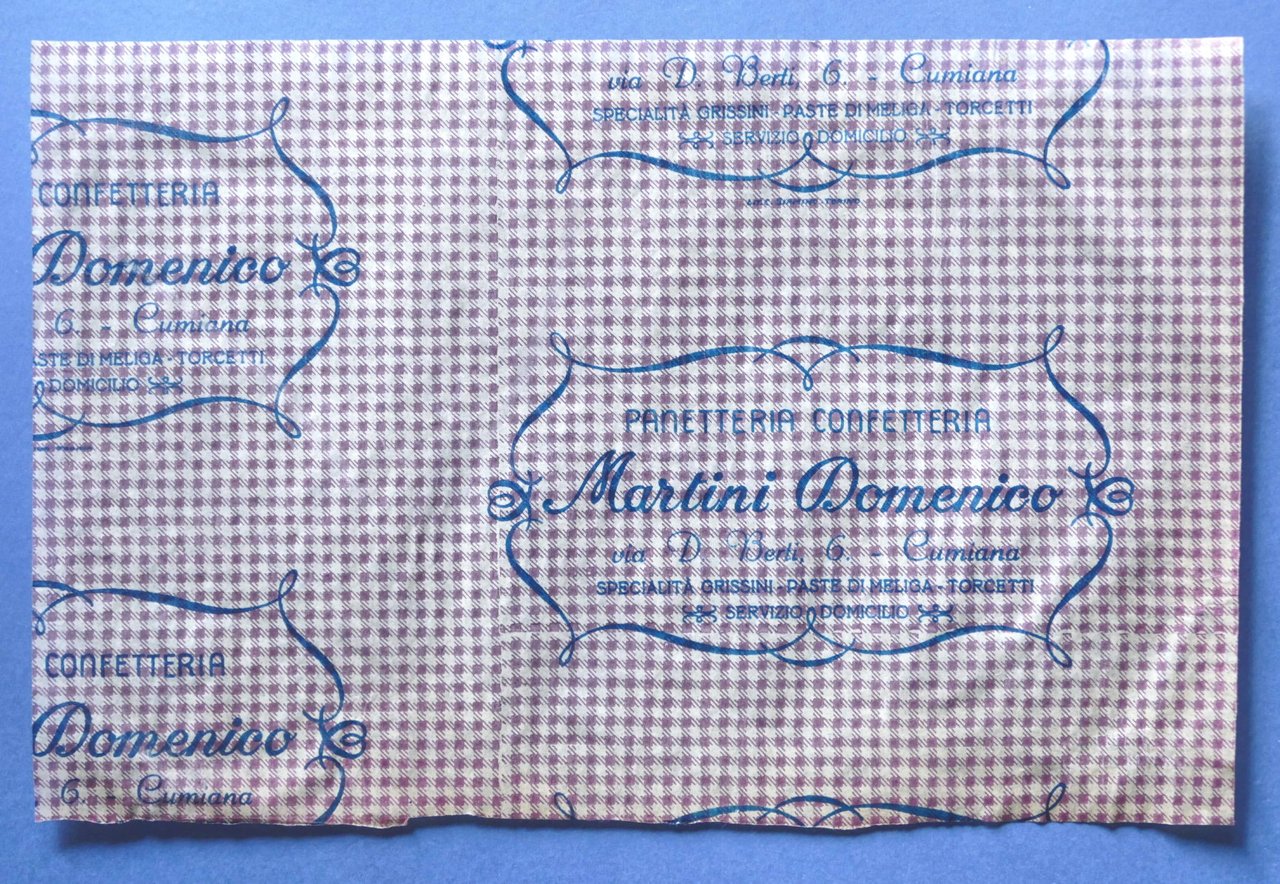 via D. Berti, 6. - Cumiana
SPECIALITÀ GRISSINI - PASTE DI MELIGA - TORCETTI
SERVIZIO DOMICILIO
CONFETTERIA
Domenico
6. - Cumiana
STE DI MELIGA - TORCETTI
DOMICILIO
PANETTERIA CONFETTERIA
Martini Domenico
via D. Berti, 6. - Cumiana
SPECIALITÀ GRISSINI - PASTE DI MELIGA - TORCETTI
SERVIZIO DOMICILIO
CONFETTERIA
Domenico
6. - Cumiana